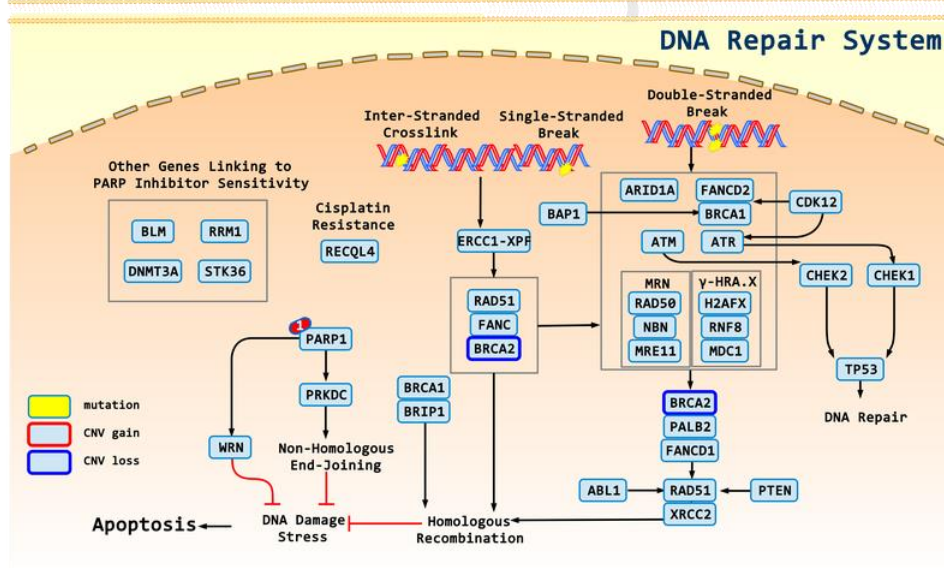 DNA Repair System
Double-Stranded
Break
Inter-Stranded
Crosslink
Single-Stranded
Break
Other Genes Linking to
PARP Inhibitor Sensitivity
BLM
RRM1
DNMT3A
STK36
Cisplatin
Resistance
RECQL4
ERCC1-XPF
BAP1
ARID1A
FANCD2
BRCA1
CDK12
ATM
ATR
CHEK2
CHEK1
MRN
RAD50
NBN
MRE11
γ-HRA.X
H2AFX
RNF8
MDC1
RAD51
FANC
BRCA2
1
PARP1
PRKDC
WRN
Non-Homologous
End-Joining
BRCA1
BRIP1
TP53
DNA Repair
BRCA2
PALB2
FANCD1
ABL1
RAD51
XRCC2
PTEN
mutation
CNV gain
CNV loss
Apoptosis
DNA Damage
Stress
Homologous
Recombination